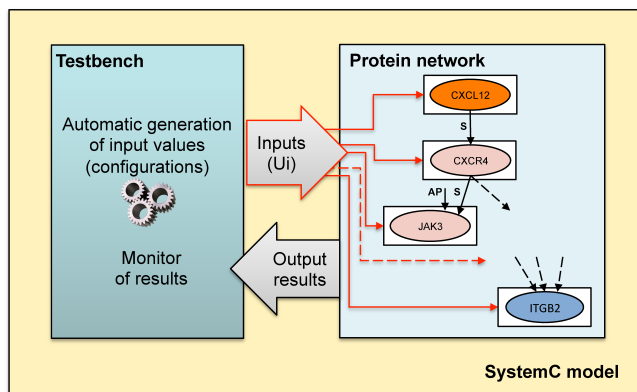 Testbench
Automatic generation
of input values
(configurations)
Monitor
of results
Inputs
(Ui)
Output
results
Protein network
CXCL12
S
CXCR4
AP
S
JAK3
ITGB2
SystemC model